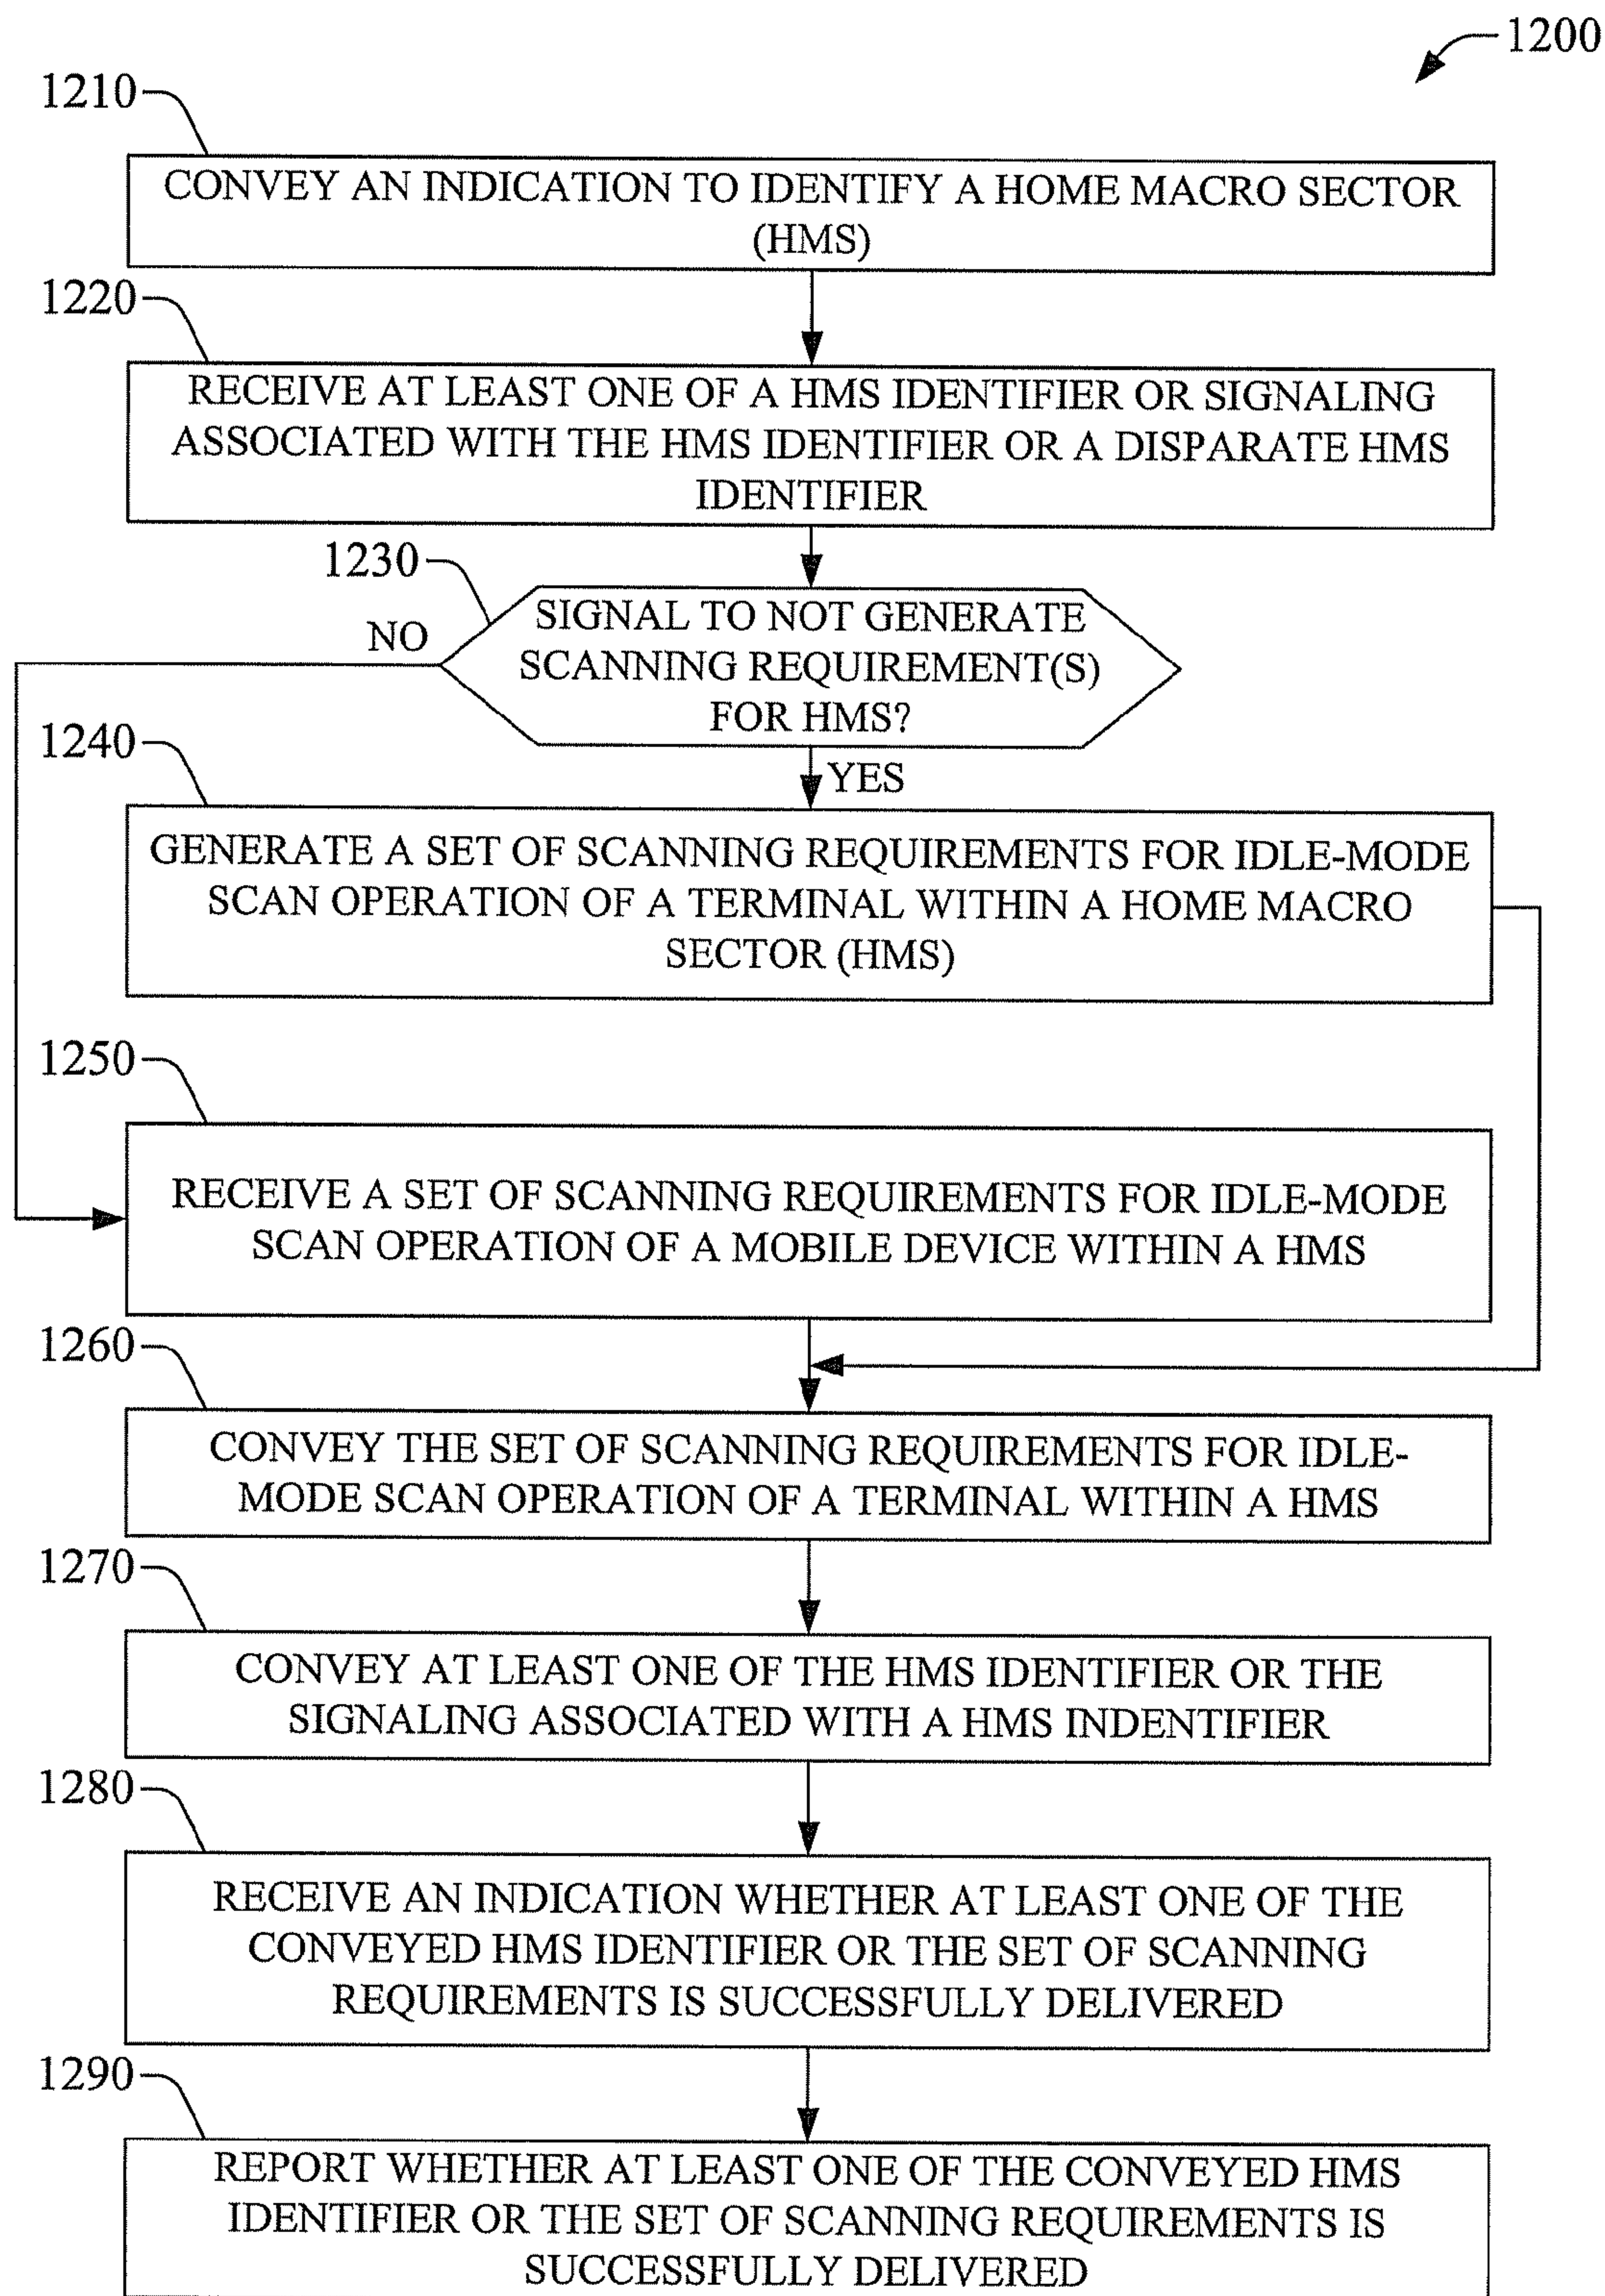 1200
1210
CONVEY AN INDICATION TO IDENTIFY A HOME MACRO SECTOR
(HMS)
1220
RECEIVE AT LEAST ONE OF A HMS IDENTIFIER OR SIGNALING
ASSOCIATED WITH THE HMS IDENTIFIER OR A DISPARATE HMS
IDENTIFIER
1230
NO
SIGNAL TO NOT GENERATE
SCANNING REQUIREMENT(S)
FOR HMS?
1240
YES
GENERATE A SET OF SCANNING REQUIREMENTS FOR IDLE-MODE
SCAN OPERATION OF A TERMINAL WITHIN A HOME MACRO
SECTOR (HMS)
1250
RECEIVE A SET OF SCANNING REQUIREMENTS FOR IDLE-MODE
SCAN OPERATION OF A MOBILE DEVICE WITHIN A HMS
1260
CONVEY THE SET OF SCANNING REQUIREMENTS FOR IDLE-
MODE SCAN OPERATION OF A TERMINAL WITHIN A HMS
1270
CONVEY AT LEAST ONE OF THE HMS IDENTIFIER OR THE
SIGNALING ASSOCIATED WITH A HMS INDENTIFIER
1280
RECEIVE AN INDICATION WHETHER AT LEAST ONE OF THE
CONVEYED HMS IDENTIFIER OR THE SET OF SCANNING
REQUIREMENTS IS SUCCESSFULLY DELIVERED
1290
REPORT WHETHER AT LEAST ONE OF THE CONVEYED HMS
IDENTIFIER OR THE SET OF SCANNING REQUIREMENTS IS
SUCCESSFULLY DELIVERED